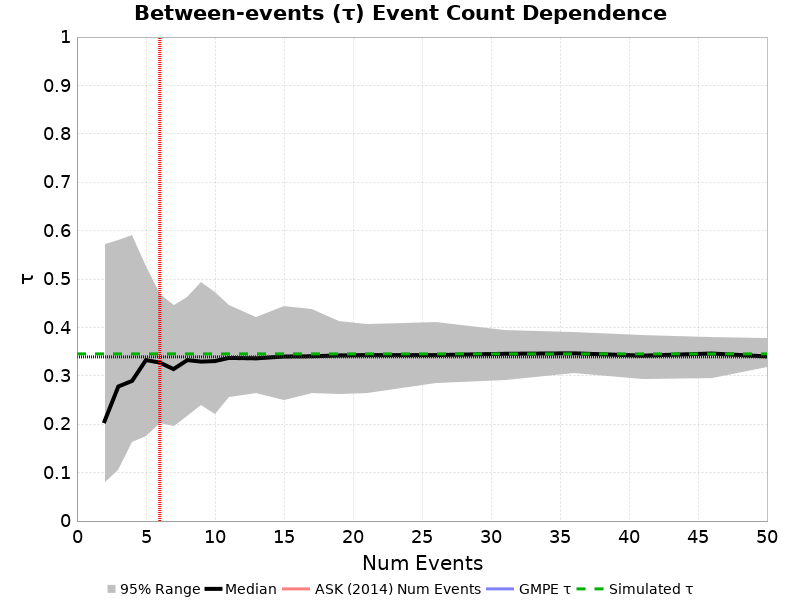 Between-events (τ) Event Count Dependence
1
0.9
0.8
0.7
0.6
0.5
0.4
0.3
0.2
0.1
0
τ
0 5 10 15 20 25 30 35 40 45 50
Num Events
95% Range Median ASK (2014) Num Events GMPE τ Simulated τ